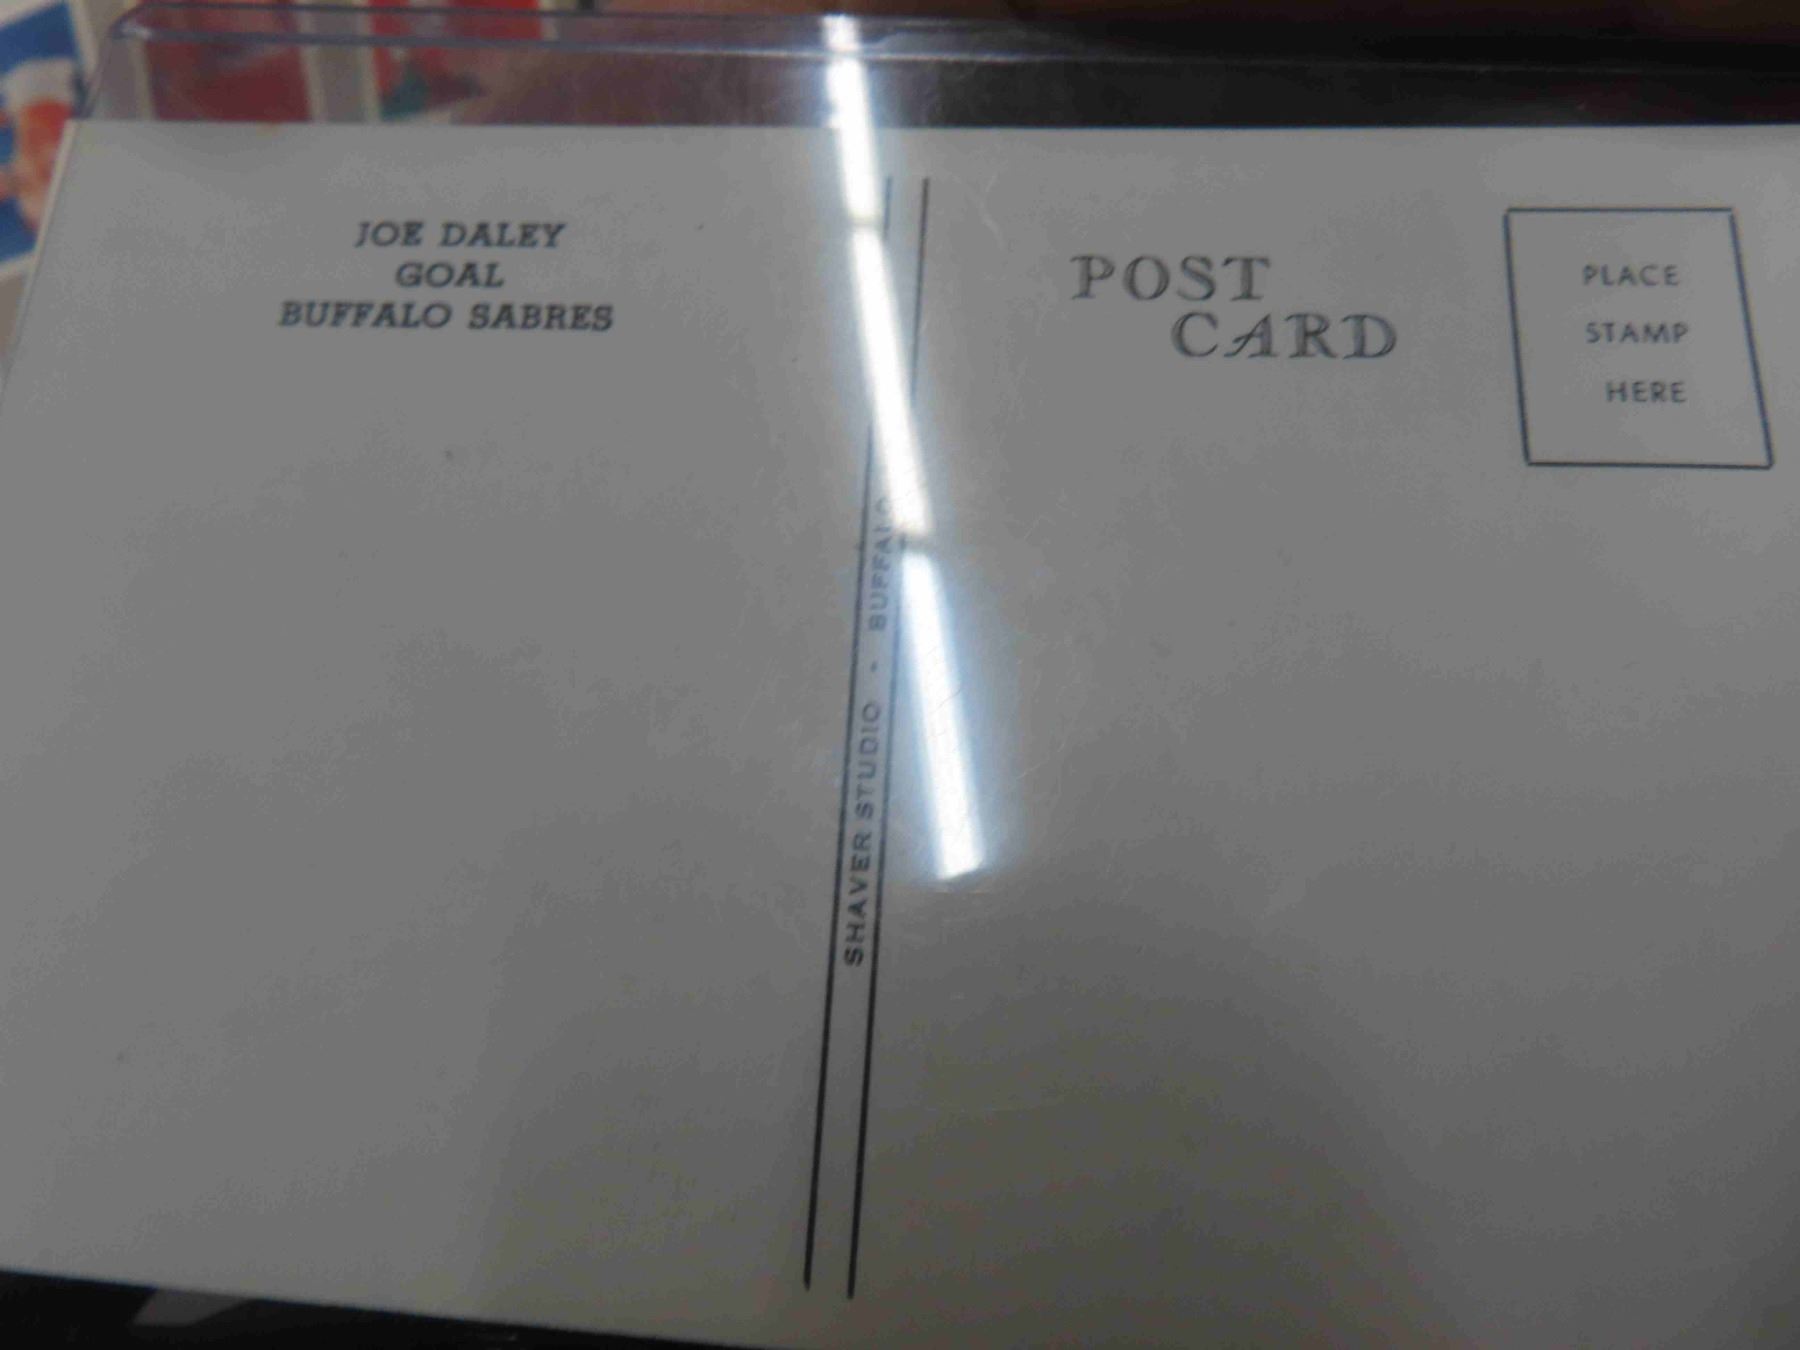 JOE DALEY
GOAL
BUFFALO SABRES
SHAVER STUDIO - BUFFALO
POST
CARD
PLACE
STAMP
HERE